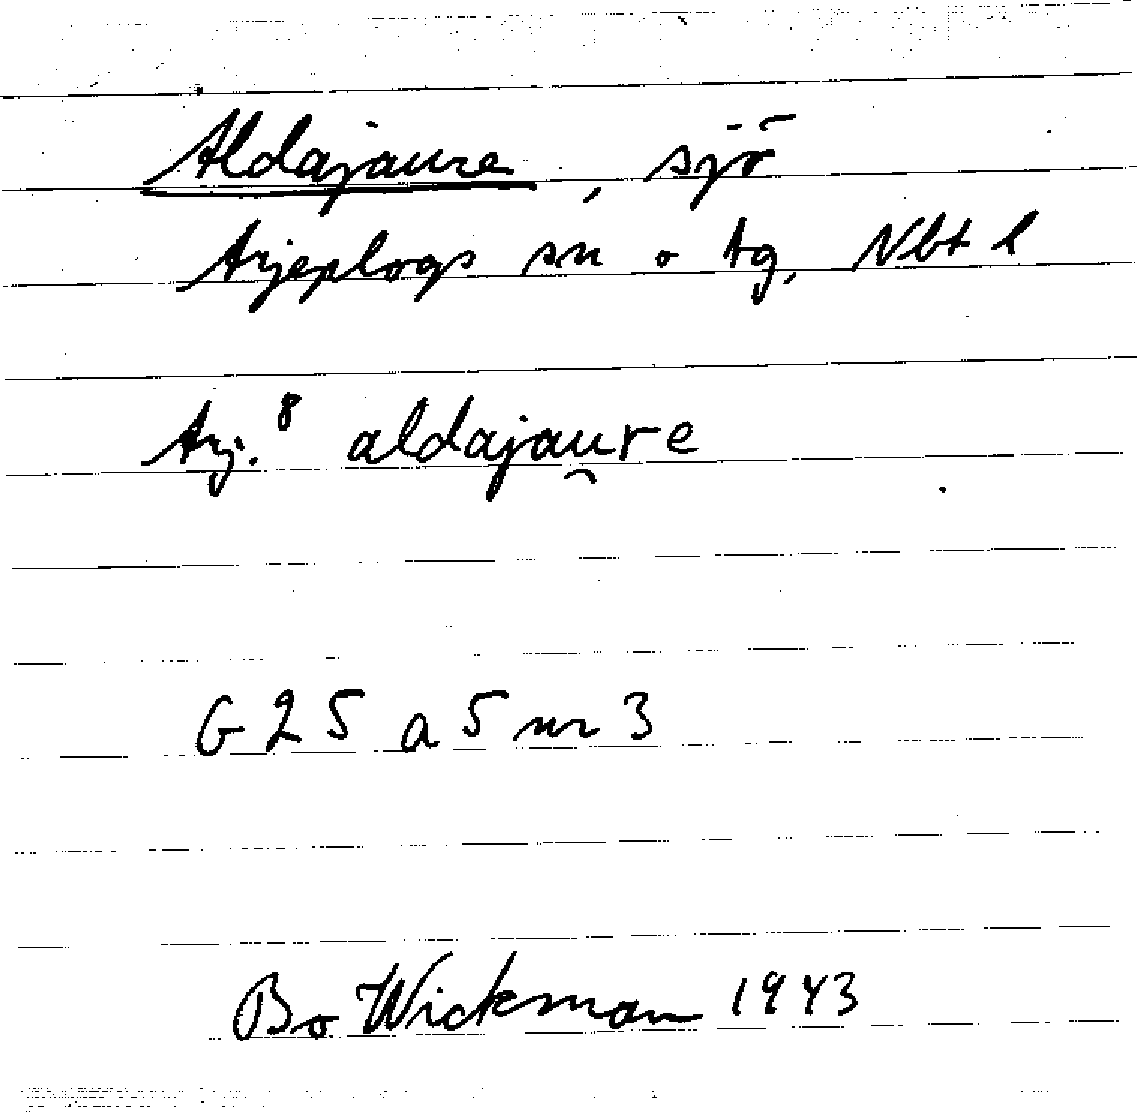 Aldajaure, sjö
Arjeplogs sn o tg, Nbt l
Arj.⁸ aldajau̯re
G 25 a 5 nr 3
Bo Wickman 1943